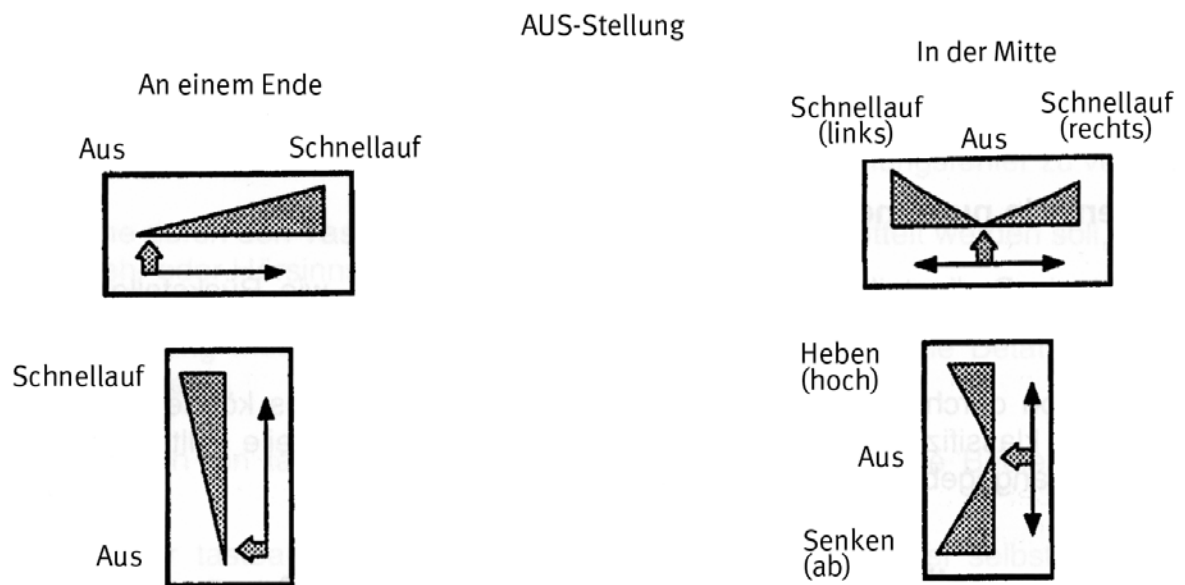 AUS-Stellung
An einem Ende
In der Mitte
Aus
Schnellauf
Schnellauf
(links)
Aus
Schnellauf
(rechts)
Schnellauf
Aus
Heben
(hoch)
Aus
Senken
(ab)